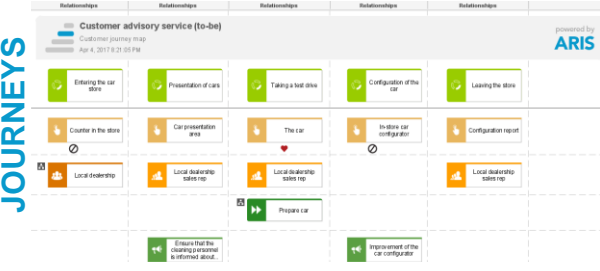 Relationships Relationships Relationships Relationships Relationships
Customer advisory service (to-be)
Customer journey map
Apr 4, 2017 8:21:05 PM
powered by
ARIS
JOURNEYS
Entering the car
store
Presentation of cars
Taking a test drive
Configuration of the
car
Leaving the store
Counter in the store
Car presentation
area
The car
In-store car
configurator
Configuration report
Local dealership
Local dealership
sales rep
Local dealership
sales rep
Local dealership
sales rep
Prepare car
Ensure that the
cleaning personnel
is informed about...
Improvement of the
car configurator